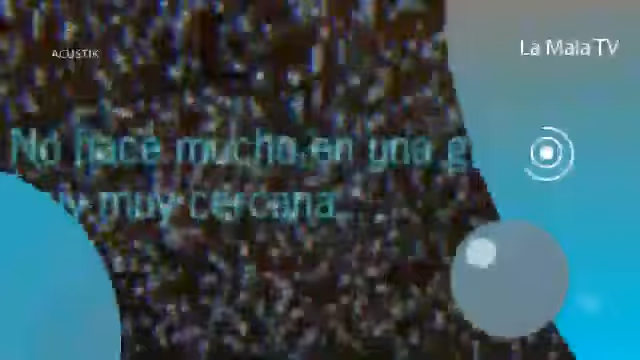 ACUSTIK
La Mala TV
No hace mucho, en una g
muy cercana...